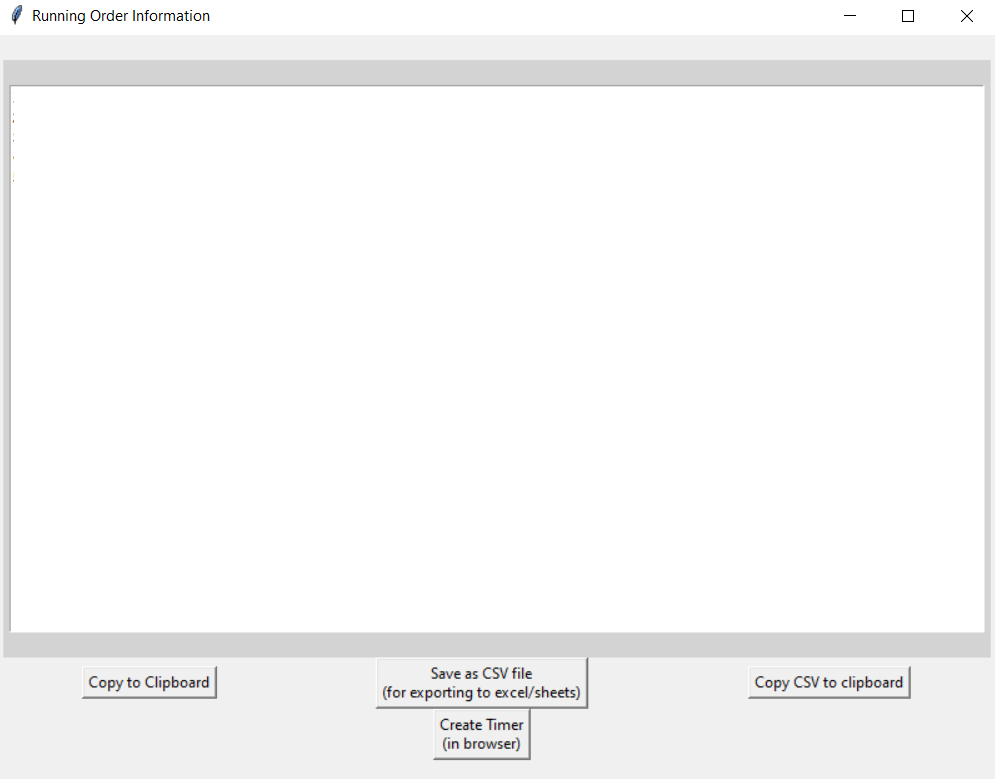 Running Order Information
Copy to Clipboard
Save as CSV file
(for exporting to excel/sheets)
Copy CSV to clipboard
Create Timer
(in browser)